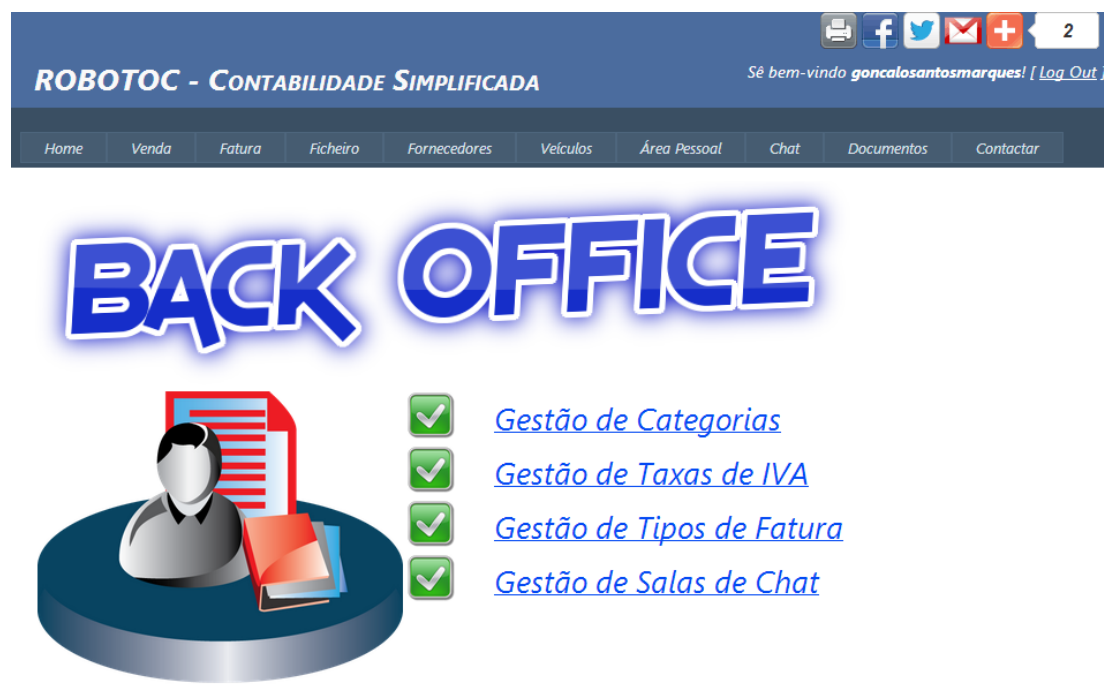 2
ROBOTOC - CONTABILIDADE SIMPLIFICADA
Sê bem-vindo goncalosantosmarques! [ Log Out ]
Home Venda Fatura Ficheiro Fornecedores Veículos Área Pessoal Chat Documentos Contactar
BACK OFFICE
Gestão de Categorias
Gestão de Taxas de IVA
Gestão de Tipos de Fatura
Gestão de Salas de Chat